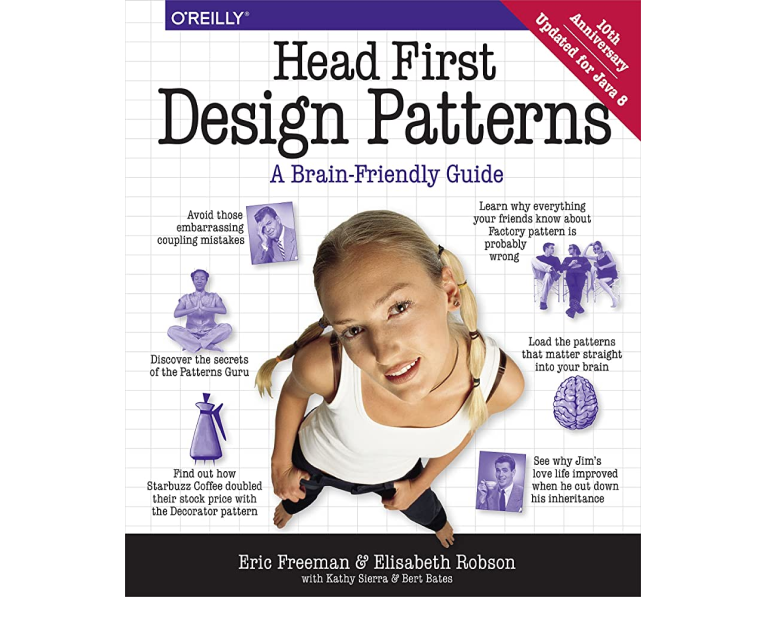 O'REILLY®
10th
Anniversary
Updated for Java 8
Head First
Design Patterns
A Brain-Friendly Guide
Avoid those
embarrassing
coupling mistakes
Learn why everything
your friends know about
Factory pattern is
probably
wrong
Discover the secrets
of the Patterns Guru
Load the patterns
that matter straight
into your brain
Find out how
Starbuzz Coffee doubled
their stock price with
the Decorator pattern
See why Jim's
love life improved
when he cut down
his inheritance
Eric Freeman & Elisabeth Robson
with Kathy Sierra & Bert Bates